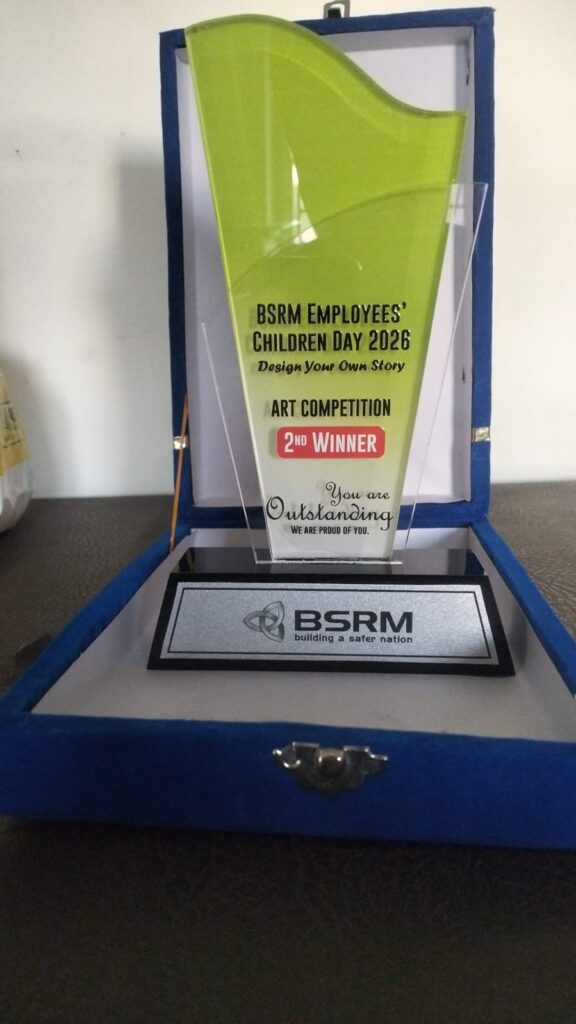 BSRM EMPLOYEES'
CHILDREN DAY 2026
Design Your Own Story
ART COMPETITION
2ND WINNER
You are
Outstanding
WE ARE PROUD OF YOU.
BSRM
building a safer nation